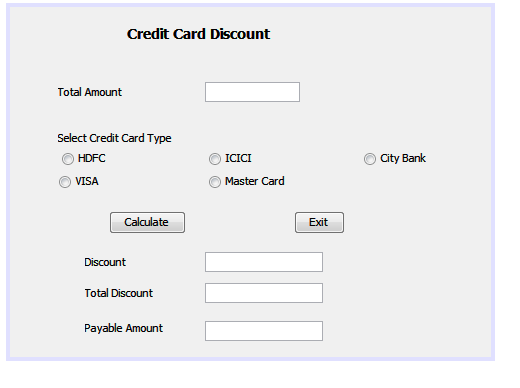 Credit Card Discount
Total Amount
Select Credit Card Type
HDFC ICICI City Bank
VISA Master Card
Calculate Exit
Discount
Total Discount
Payable Amount